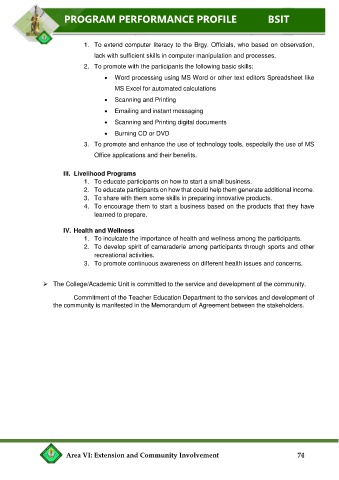 PROGRAM PERFORMANCE PROFILE BSIT
1. To extend computer literacy to the Brgy. Officials, who based on observation,
lack with sufficient skills in computer manipulation and processes.
2. To promote with the participants the following basic skills:
• Word processing using MS Word or other text editors Spreadsheet like
MS Excel for automated calculations
• Scanning and Printing
• Emailing and instant messaging
• Scanning and Printing digital documents
• Burning CD or DVD
3. To promote and enhance the use of technology tools, especially the use of MS
Office applications and their benefits.
III. Livelihood Programs
1. To educate participants on how to start a small business.
2. To educate participants on how that could help them generate additional income.
3. To share with them some skills in preparing innovative products.
4. To encourage them to start a business based on the products that they have
learned to prepare.
IV. Health and Wellness
1. To inculcate the importance of health and wellness among the participants.
2. To develop spirit of camaraderie among participants through sports and other
recreational activities.
3. To promote continuous awareness on different health issues and concerns.
➢ The College/Academic Unit is committed to the service and development of the community.
Commitment of the Teacher Education Department to the services and development of
the community is manifested in the Memorandum of Agreement between the stakeholders.
Area VI: Extension and Community Involvement 74